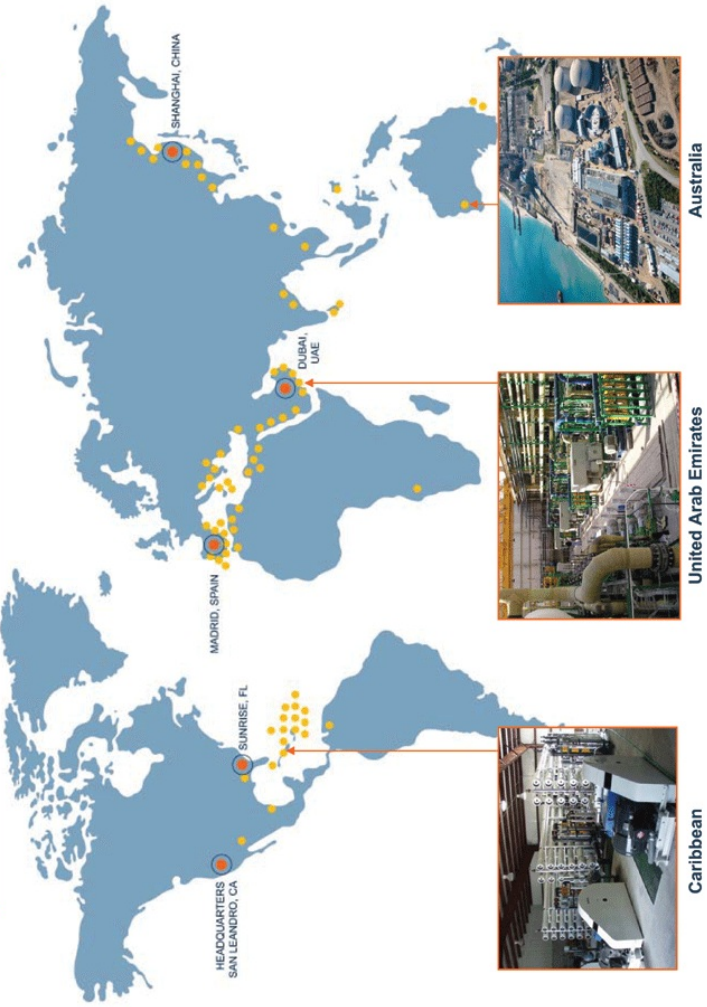 HEADQUARTERS
SAN LEANDRO, CA
SUNRISE, FL
MADRID, SPAIN
DUBAI,
UAE
SHANGHAI, CHINA
Caribbean
United Arab Emirates
Australia